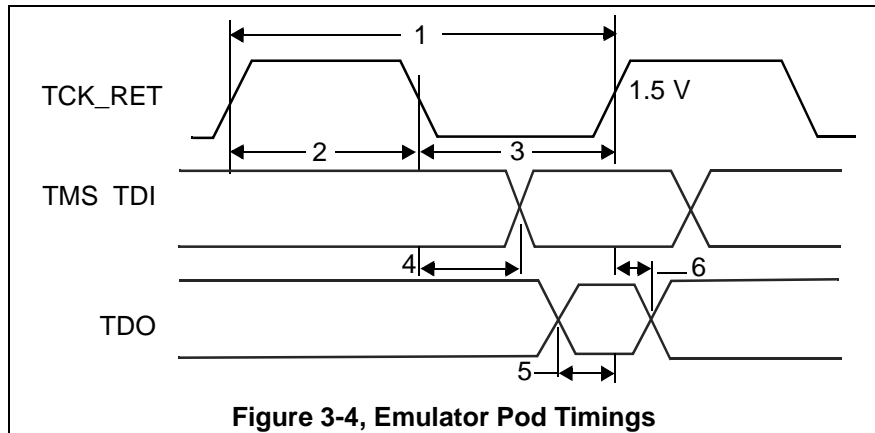 1
TCK_RET
1.5 V
2
3
TMS TDI
4
6
TDO
5
Figure 3-4, Emulator Pod Timings